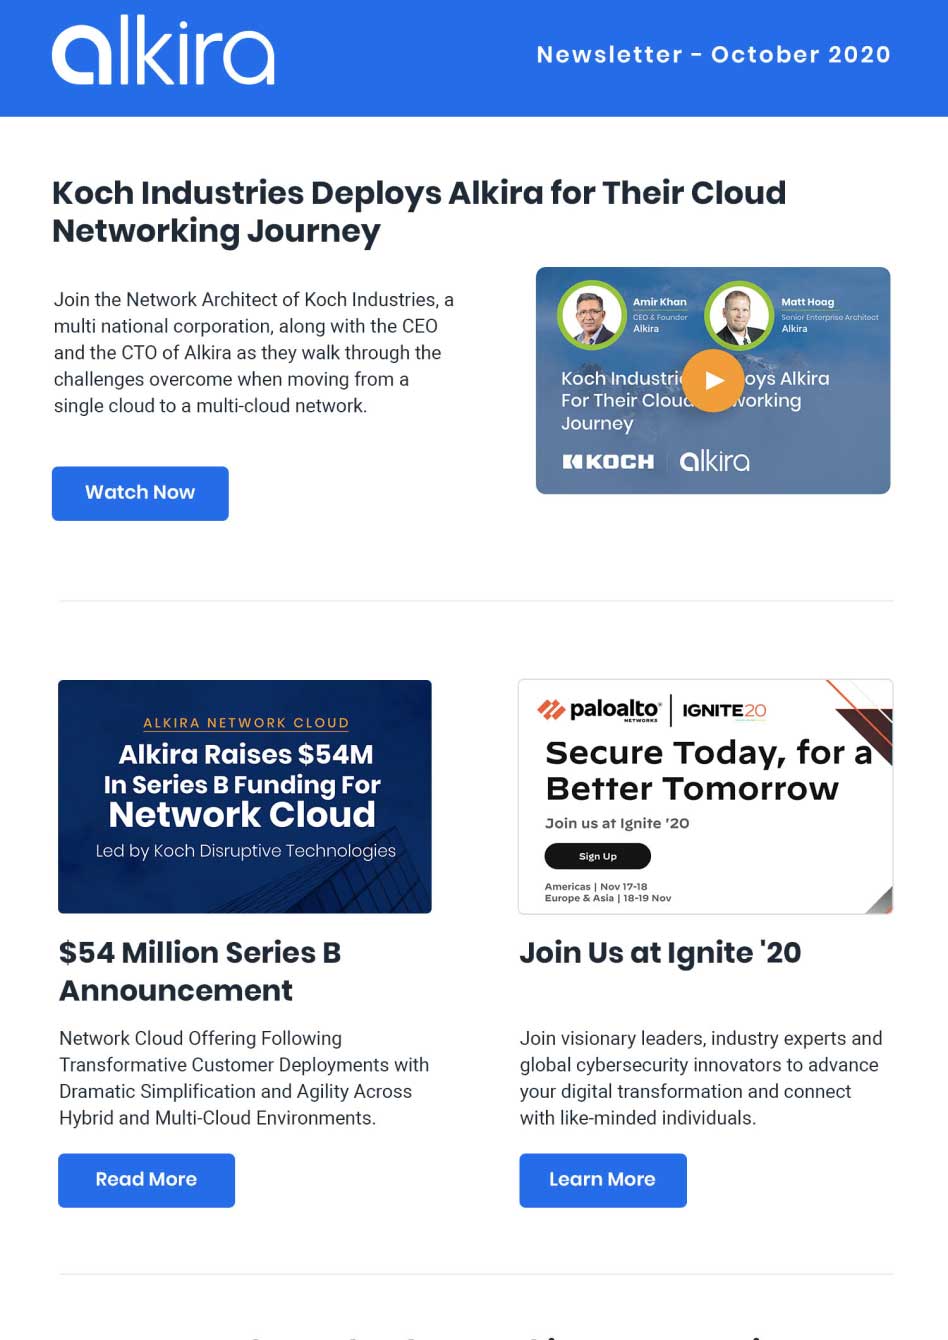 alkira
Newsletter - October 2020
Koch Industries Deploys Alkira for Their Cloud
Networking Journey
Join the Network Architect of Koch Industries, a
multi national corporation, along with the CEO
and the CTO of Alkira as they walk through the
challenges overcome when moving from a
single cloud to a multi-cloud network.
Watch Now
Amir Khan
CEO & Founder
Alkira
Matt Hoag
Senior Enterprise Architect
Alkira
Koch Alkira
For Their
Journey
KOCH alkira
ALKIRA NETWORK CLOUD
Alkira Raises $54M
In Series B Funding For
Network Cloud
Led by Koch Disruptive Technologies
$54 Million Series B
Announcement
Network Cloud Offering Following
Transformative Customer Deployments with
Dramatic Simplification and Agility Across
Hybrid and Multi-Cloud Environments.
Read More
paloalto NETWORKS IGNITE20
Secure Today, for a
Better Tomorrow
Join us at Ignite '20
Sign Up
Americas | Nov 17-18
Europe & Asia | 18-19 Nov
Join Us at Ignite '20
Join visionary leaders, industry experts and
global cybersecurity innovators to advance
your digital transformation and connect
with like-minded individuals.
Learn More